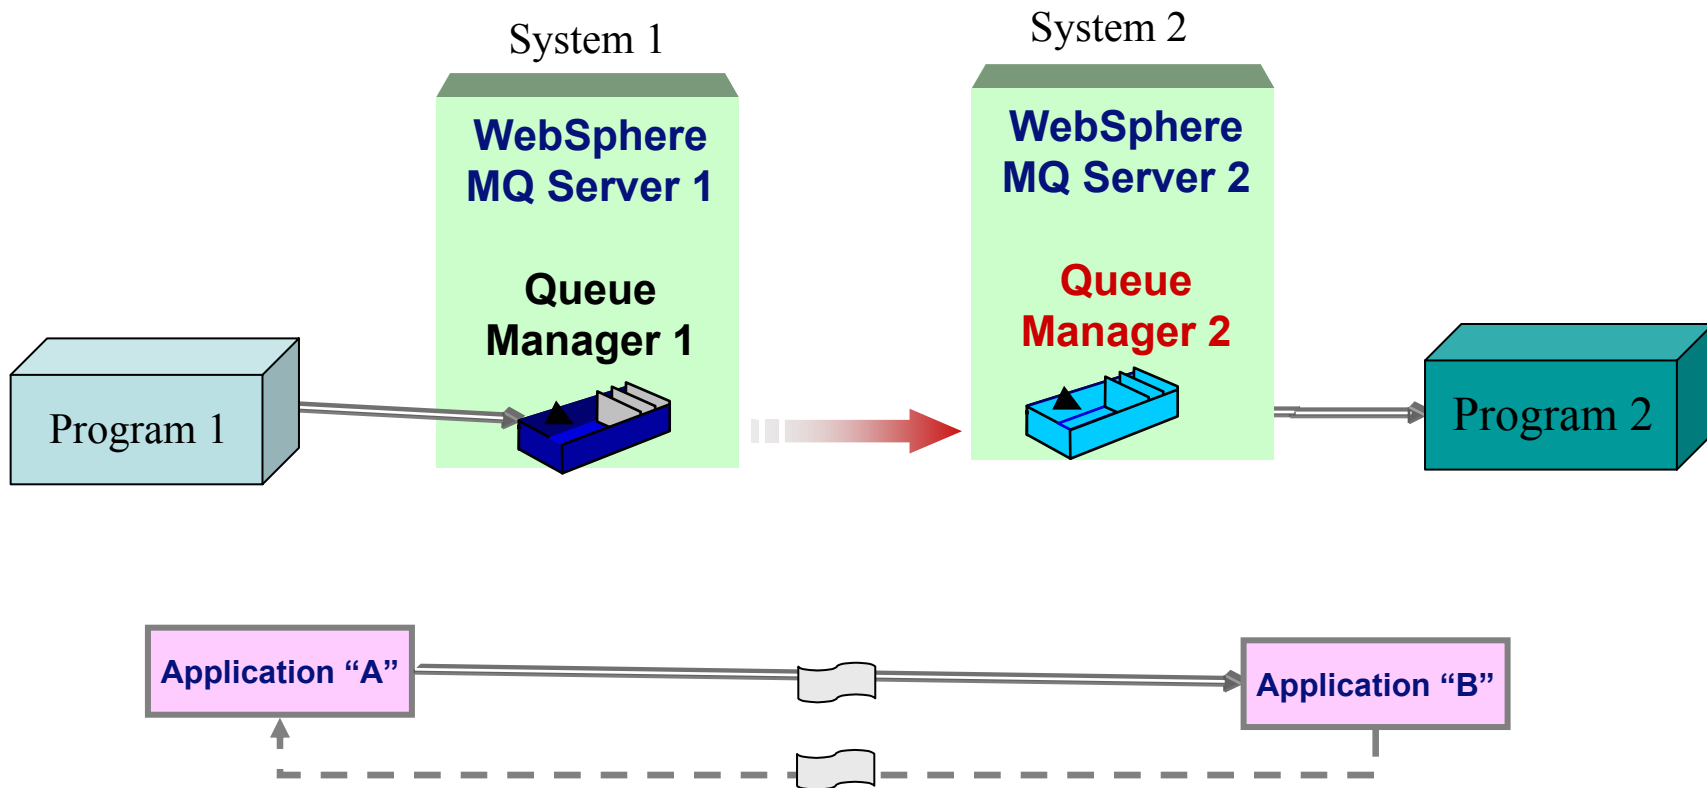 System 1
System 2
WebSphere
MQ Server 1
WebSphere
MQ Server 2
Queue
Manager 1
Queue
Manager 2
Program 1
Program 2
Application “A”
Application “B”